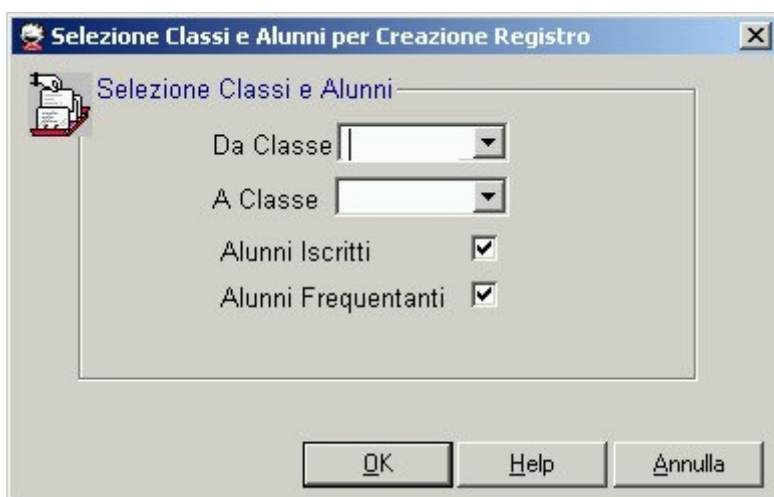 Selezione Classi e Alunni per Creazione Registro
Selezione Classi e Alunni
Da Classe
A Classe
Alunni Iscritti
Alunni Frequentanti
OK Help Annulla